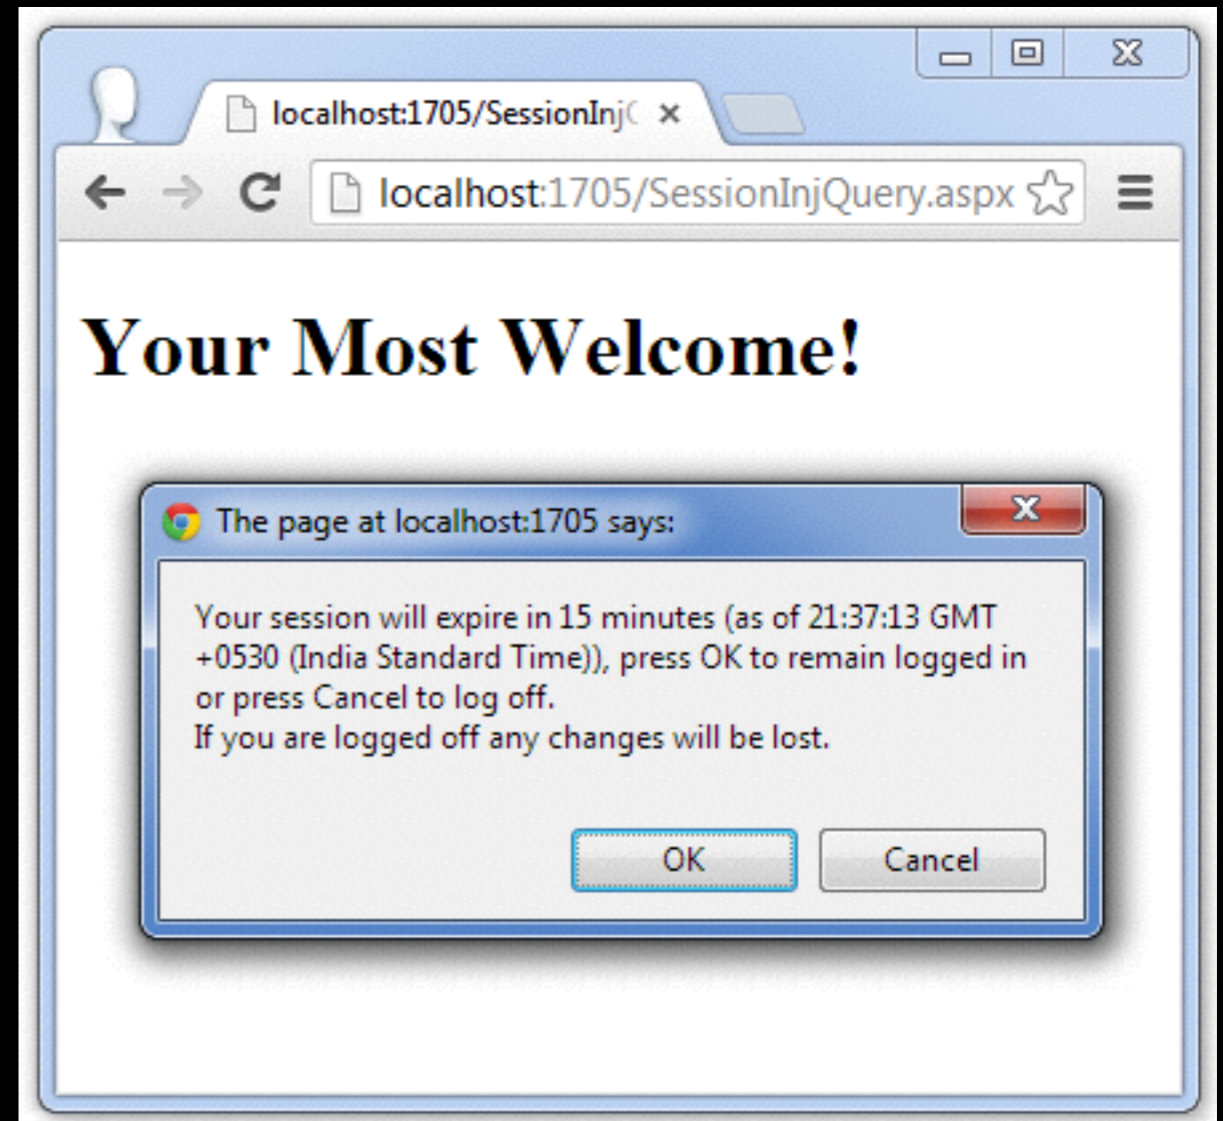 localhost:1705/SessionInjQ
localhost:1705/SessionInjQuery.aspx
Your Most Welcome!
The page at localhost:1705 says:
Your session will expire in 15 minutes (as of 21:37:13 GMT
+0530 (India Standard Time)), press OK to remain logged in
or press Cancel to log off.
If you are logged off any changes will be lost.
OK Cancel